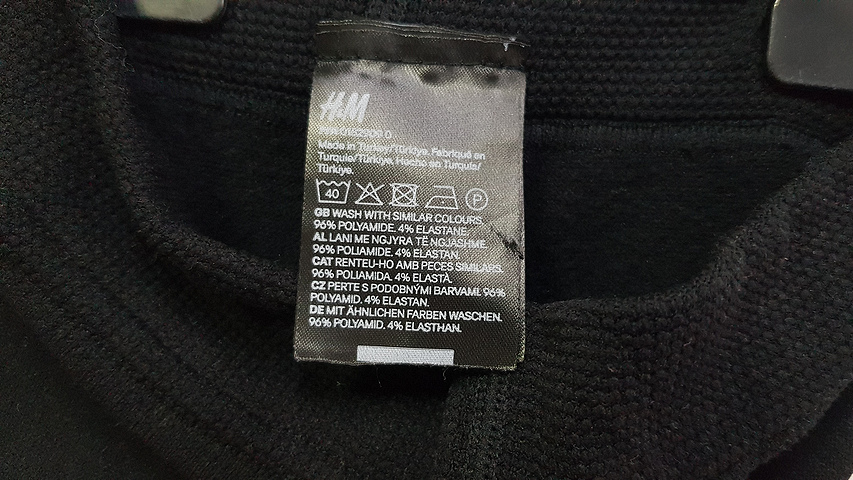 H&M
Made in Turkey/Türkiye. Fabriqué en
Turquie/Türkiye. Hecho en Turquía/
Türkiye.
40 P
GB WASH WITH SIMILAR COLOURS.
96% POLYAMIDE. 4% ELASTANE.
AL LANI ME NGJYRA TË NGJASHME.
96% POLIAMIDE. 4% ELASTAN.
CAT RENTEU-HO AMB PECES SIMILARS.
96% POLIAMIDA. 4% ELASTÀ.
CZ PERTE S PODOBNÝMI BARVAMI. 96%
POLYAMID. 4% ELASTAN.
DE MIT ÄHNLICHEN FARBEN WASCHEN.
96% POLYAMID. 4% ELASTHAN.